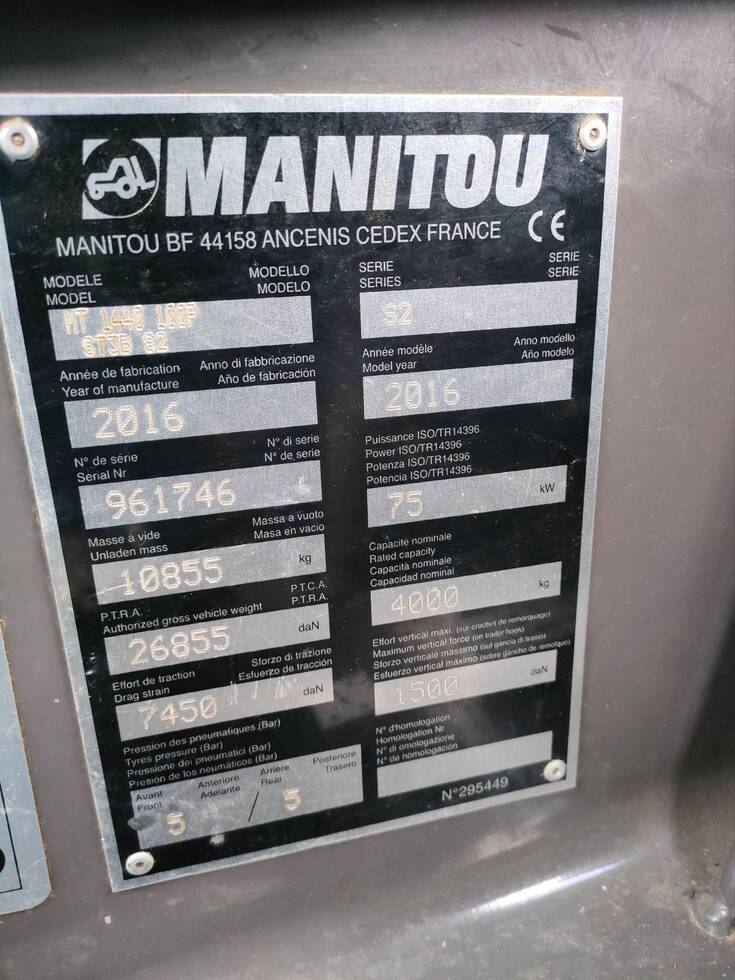 MANITOU
MANITOU BF 44158 ANCENIS CEDEX FRANCE CE
MODELE MODELLO
MODEL MODELO
MT 1440 100P
ST3B S2
Année de fabrication Anno di fabbricazione
Year of manufacture Año de fabricación
2016
N° de série N° di serie
Serial Nr N° de serie
961746
Masse à vide Massa a vuoto
Unladen mass Masa en vacio
10855 kg
P.T.R.A. P.T.C.A.
Authorized gross vehicle weight P.T.R.A.
26855 daN
Effort de traction Sforzo di trazione
Drag strain Esfuerzo de tracción
7450 daN
Pression des pneumatiques (Bar)
Tyres pressure (Bar)
Pressione dei pneumatici (Bar)
Presión de los neumáticos (Bar)
Avant Anteriore Arriere Posteriore
Front Adelante Rear Trasero
5 / 5
SERIE SERIE
SERIES SERIE
S2
Année modèle Anno modello
Model year Año modelo
2016
Puissance ISO/TR14396
Power ISO/TR14396
Potenza ISO/TR14396
Potencia ISO/TR14396
75 kW
Capacité nominale
Rated capacity
Capacità nominale
Capacidad nominal
4000 kg
Effort vertical maxi. (sur crochet de remorquage)
Maximum vertical force (on trailer hook)
Sforzo verticale massimo (sul gancia di traino)
Esfuerzo vertical máximo (sobre gancho de remolque)
1500 daN
N° d'homologation
Homologation Nr
N° di omologazione
N° de homologación
N°295449